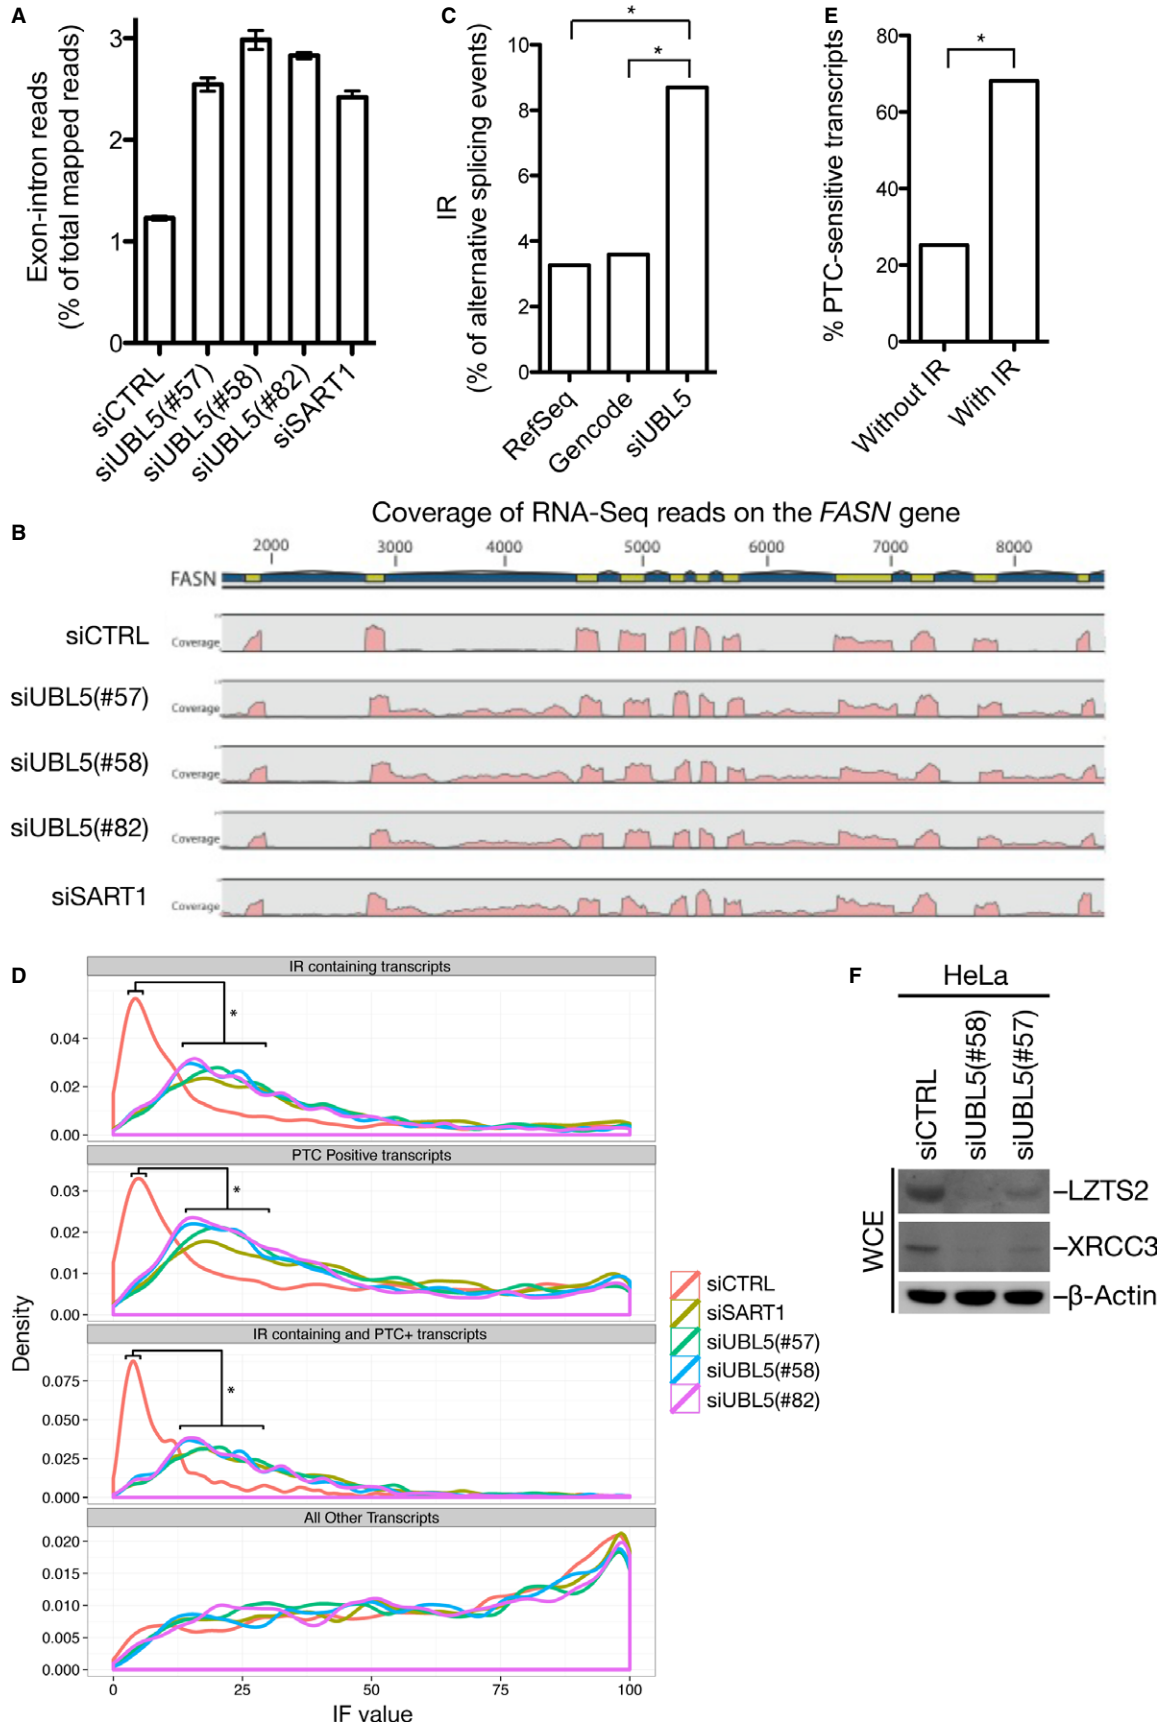 A
Exon-intron reads
(% of total mapped reads)
3
2
1
0
siCTRL
siUBL5(#57)
siUBL5(#58)
siUBL5(#82)
siSART1
C
IR
(% of alternative splicing events)
10
8
6
4
2
0
RefSeq
Gencode
siUBL5
*
*
E
% PTC-sensitive transcripts
80
60
40
20
0
Without IR
With IR
*
B
Coverage of RNA-Seq reads on the FASN gene
2000 3000 4000 5000 6000 7000 8000
FASN
siCTRL Coverage
siUBL5(#57) Coverage
siUBL5(#58) Coverage
siUBL5(#82) Coverage
siSART1 Coverage
D
Density
IR containing transcripts
*
0.04
0.02
0.00
PTC Positive transcripts
*
0.03
0.02
0.01
0.00
IR containing and PTC+ transcripts
*
0.075
0.050
0.025
0.000
All Other Transcripts
0.020
0.015
0.010
0.005
0.000
0 25 50 75 100
IF value
siCTRL
siSART1
siUBL5(#57)
siUBL5(#58)
siUBL5(#82)
F
HeLa
siCTRL
siUBL5(#58)
siUBL5(#57)
WCE
–LZTS2
–XRCC3
–β-Actin